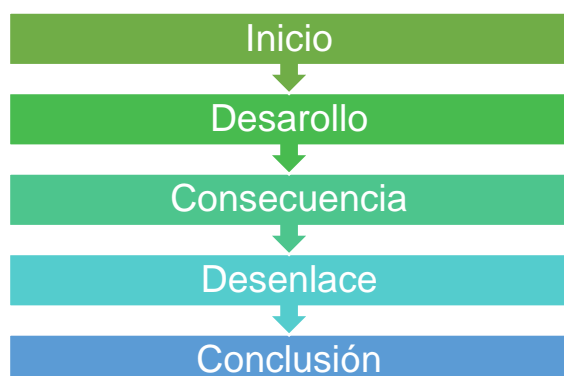 Inicio
Desarollo
Consecuencia
Desenlace
Conclusión